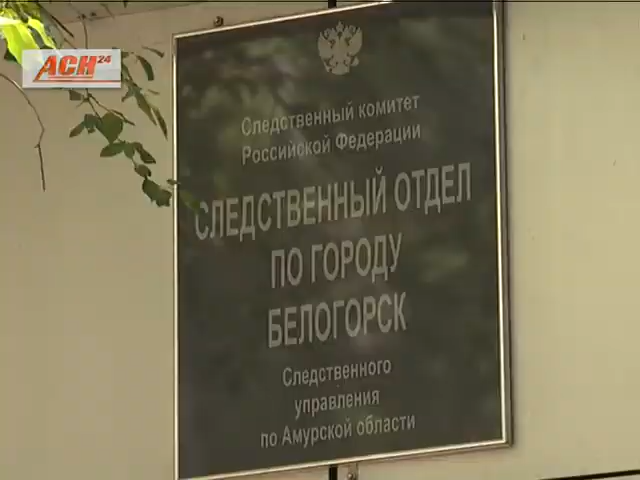 АСН24
Следственный комитет
Российской Федерации
СЛЕДСТВЕННЫЙ ОТДЕЛ
ПО ГОРОДУ
БЕЛОГОРСК
Следственного
управления
по Амурской области